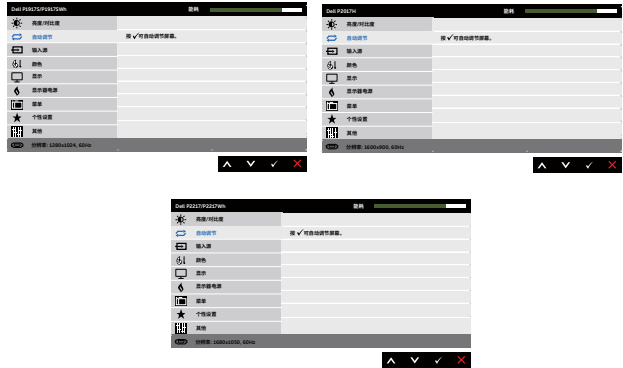 Dell P1917S/P1917SWh 能耗
亮度/对比度
自动调节 按 ✓可自动调节屏幕。
输入源
颜色
显示
显示器电源
菜单
个性设置
其他
分辨率: 1280x1024, 60Hz
Dell P2017H 能耗
亮度/对比度
自动调节 按 ✓可自动调节屏幕。
输入源
颜色
显示
显示器电源
菜单
个性设置
其他
分辨率: 1600x900, 60Hz
Dell P2217/P2217Wh 能耗
亮度/对比度
自动调节 按 ✓可自动调节屏幕。
输入源
颜色
显示
显示器电源
菜单
个性设置
其他
分辨率: 1680x1050, 60Hz